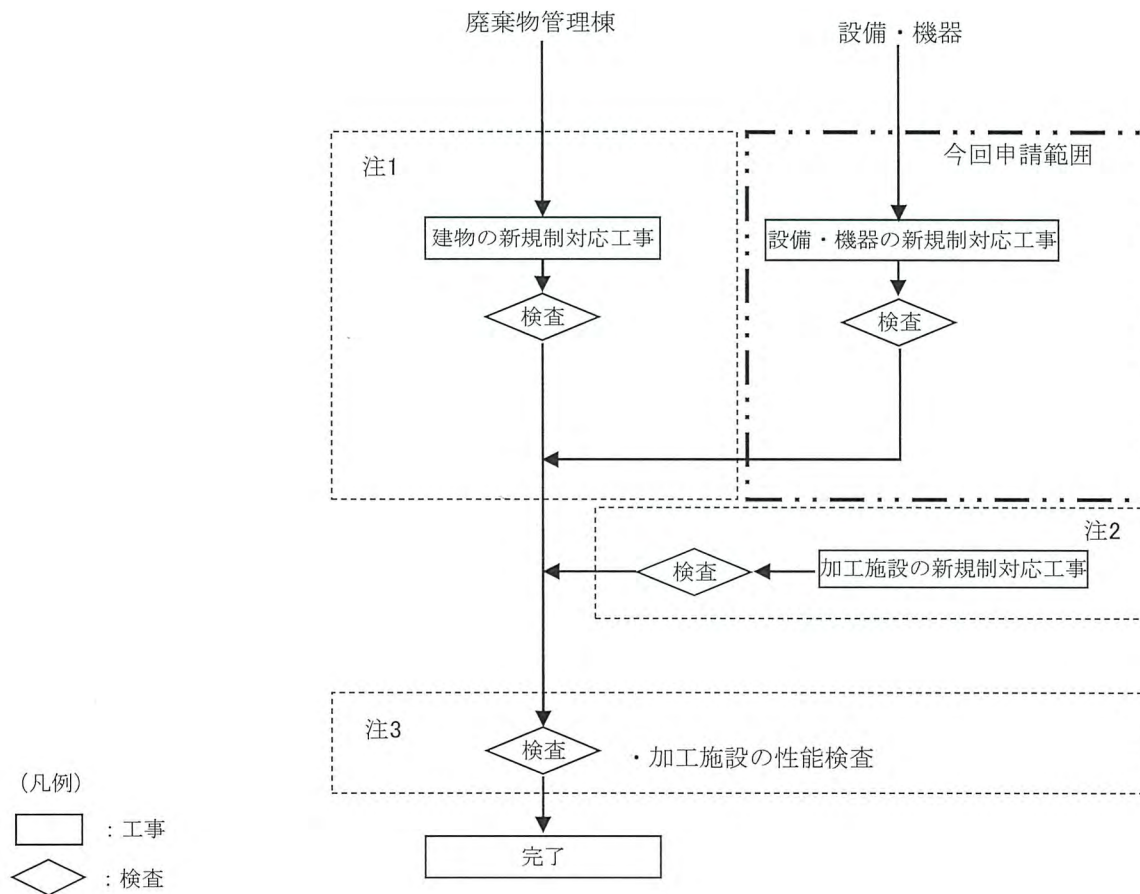 廃棄物管理棟
設備・機器
注1
今回申請範囲
建物の新規制対応工事
設備・機器の新規制対応工事
検査
検査
注2
検査
加工施設の新規制対応工事
注3
検査
・加工施設の性能検査
(凡例)
：工事
完了
：検査